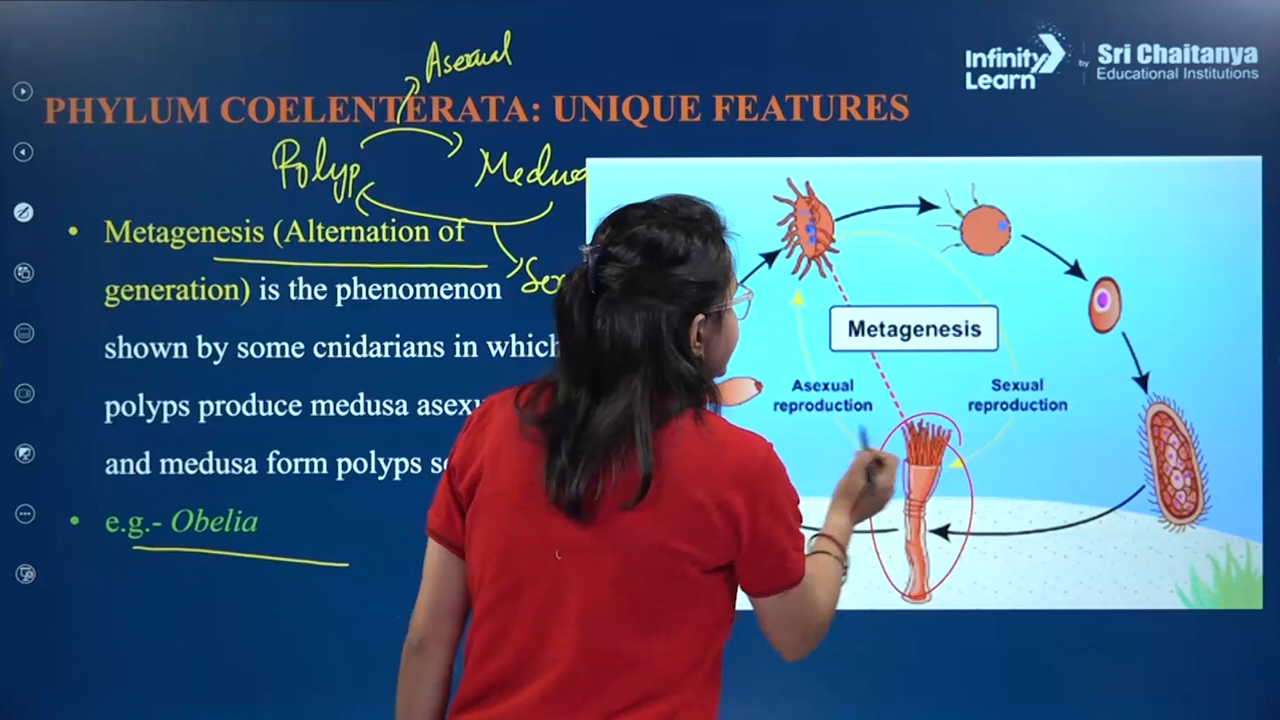 Asexual
Infinity
Learn
by
Sri Chaitanya
Educational Institutions
PHYLUM COELENTERATA: UNIQUE FEATURES
Polyp
• Metagenesis (Alternation of
generation) is the phenomenon
shown by some cnidarians in which
polyps produce medusa
and medusa form polyps
• e.g.- Obelia
Metagenesis
Asexual
reproduction
Sexual
reproduction